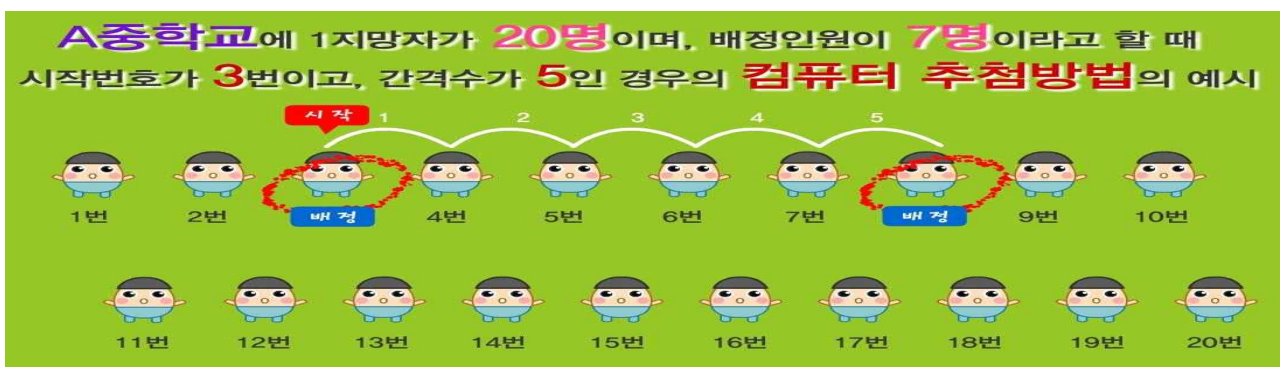 A중학교에 1지망자가 20명이며, 배정인원이 7명이라고 할 때
시작번호가 3번이고, 간격수가 5인 경우의 컴퓨터 추첨방법의 예시
시작 1 2 3 4 5
1번 2번 배정 4번 5번 6번 7번 배정 9번 10번
11번 12번 13번 14번 15번 16번 17번 18번 19번 20번